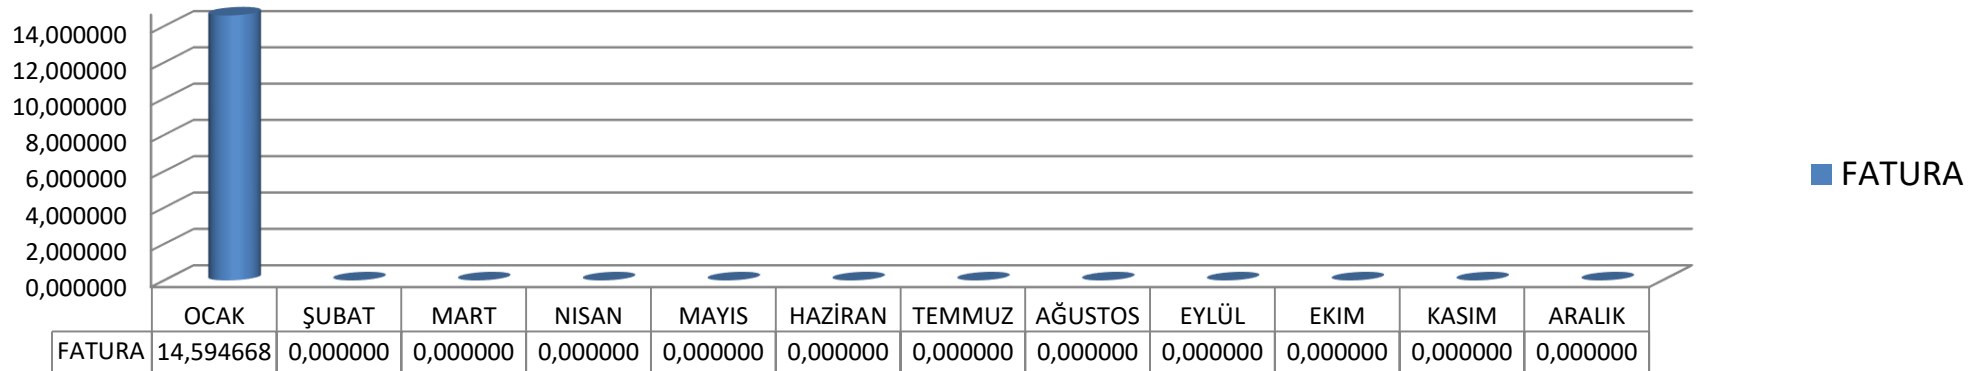 14,000000
12,000000
10,000000
8,000000
6,000000
4,000000
2,000000
0,000000
FATURA
OCAK ŞUBAT MART NISAN MAYIS HAZİRAN TEMMUZ AĞUSTOS EYLÜL EKIM KASIM ARALIK
FATURA 14,594668 0,000000 0,000000 0,000000 0,000000 0,000000 0,000000 0,000000 0,000000 0,000000 0,000000 0,000000